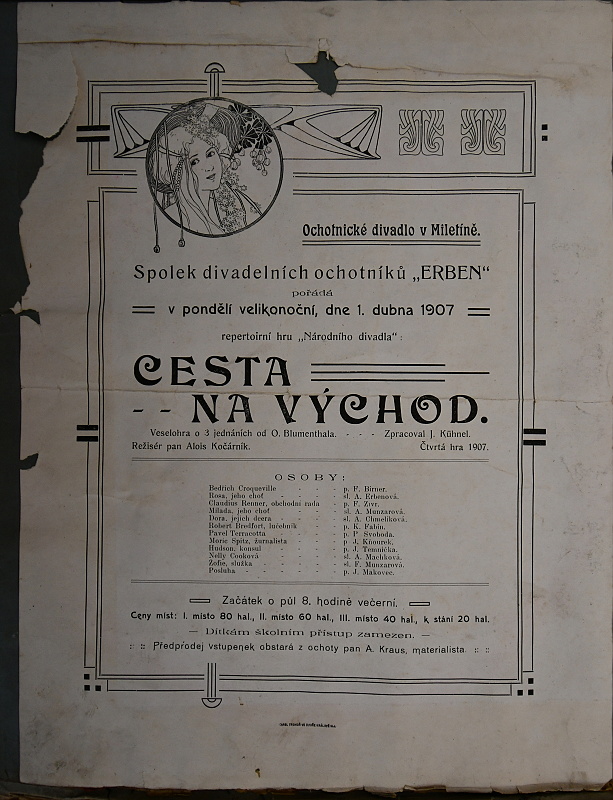 Ochotnické divadlo v Miletíně.
Spolek divadelních ochotníků „ERBEN“
pořádá
v pondělí velikonoční, dne 1. dubna 1907
repertoirní hru „Národního divadla“:
CESTA
- - NA VÝCHOD.
Veselohra o 3 jednáních od O. Blumenthala. - - - Zpracoval J. Kühnel.
Režisér pan Alois Kočárník. Čtvrtá hra 1907.
OSOBY:
Bedřich Croqueville - - - - p. F. Birner.
Rosa, jeho choť - - - - - sl. A. Erbenová.
Claudius Renner, obchodní rada - p. F. Zivr.
Milada, jeho choť - - - - sl. A. Munzarová.
Dora, jejich dcera - - - - - sl. A. Chmelíková.
Robert Bredfort, lučebník - - - p. K. Fabin.
Pavel Terracotta - - - - - p. P. Svoboda.
Moric Spitz, žurnalista - - - p. J. Knourek.
Hudson, konsul - - - - - p. J. Temnička.
Nelly Cooková - - - - - sl. A. Machková.
Žofie, služka - - - - - sl. F. Munzarová.
Posluha - - - - - - p. J. Makovec.
Začátek o půl 8. hodině večerní.
Ceny míst: I. místo 80 hal., II. místo 60 hal., III. místo 40 hal., k stání 20 hal.
— Dítkám školním přístup zamezen. —
:: :: Předprodej vstupenek obstará z ochoty pan A. Kraus, materialista. :: ::